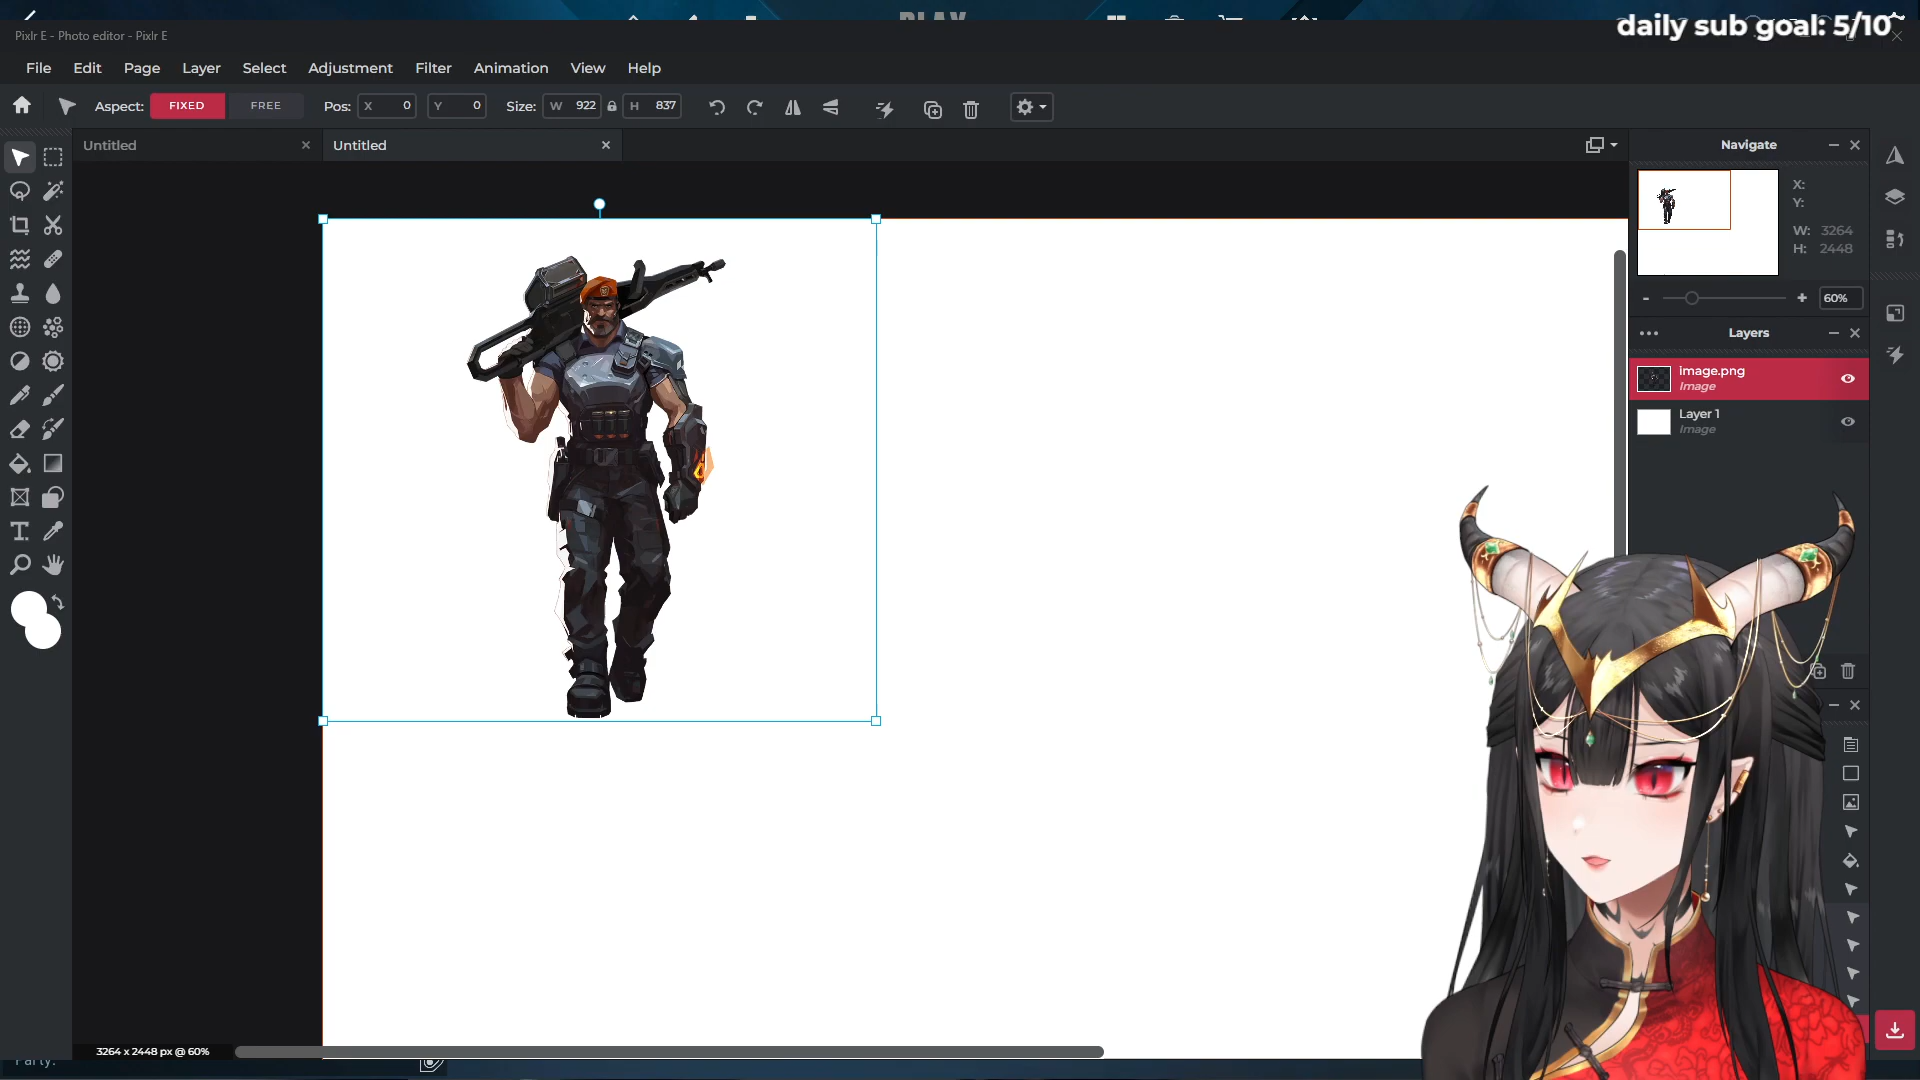 PLAY
daily sub goal: 5/10
Pixlr E - Photo editor - Pixlr E
File Edit Page Layer Select Adjustment Filter Animation View Help
Aspect: FIXED FREE Pos: X 0 Y 0 Size: W 922 H 837
Untitled
Untitled
Navigate
X:
Y:
W: 3264
H: 2448
- + 60%
Layers
image.png
Image
Layer 1
Image
3264 x 2448 px @ 60%
Party: